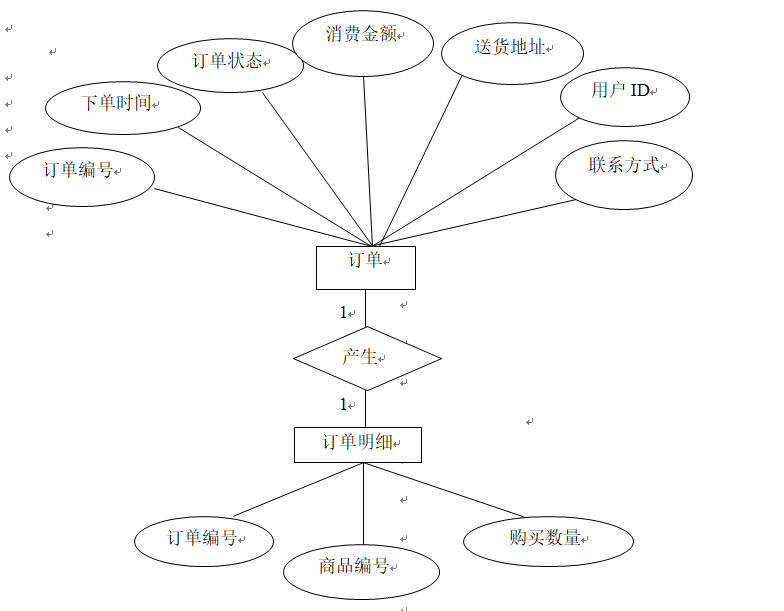 消费金额
送货地址
订单状态
用户 ID
下单时间
联系方式
订单编号
订单
1
产生
1
订单明细
订单编号
购买数量
商品编号